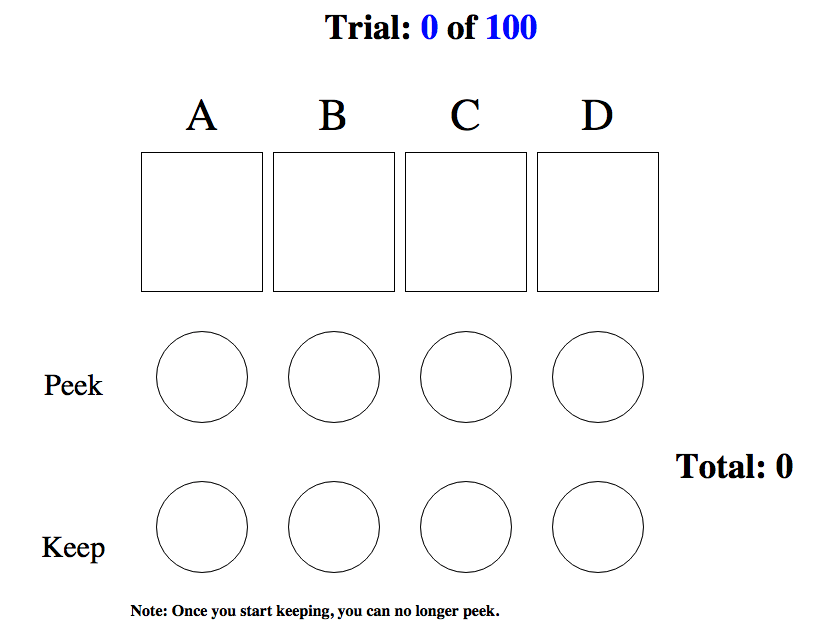 Trial: 0 of 100
A B C D
Peek
Total: 0
Keep
Note: Once you start keeping, you can no longer peek.